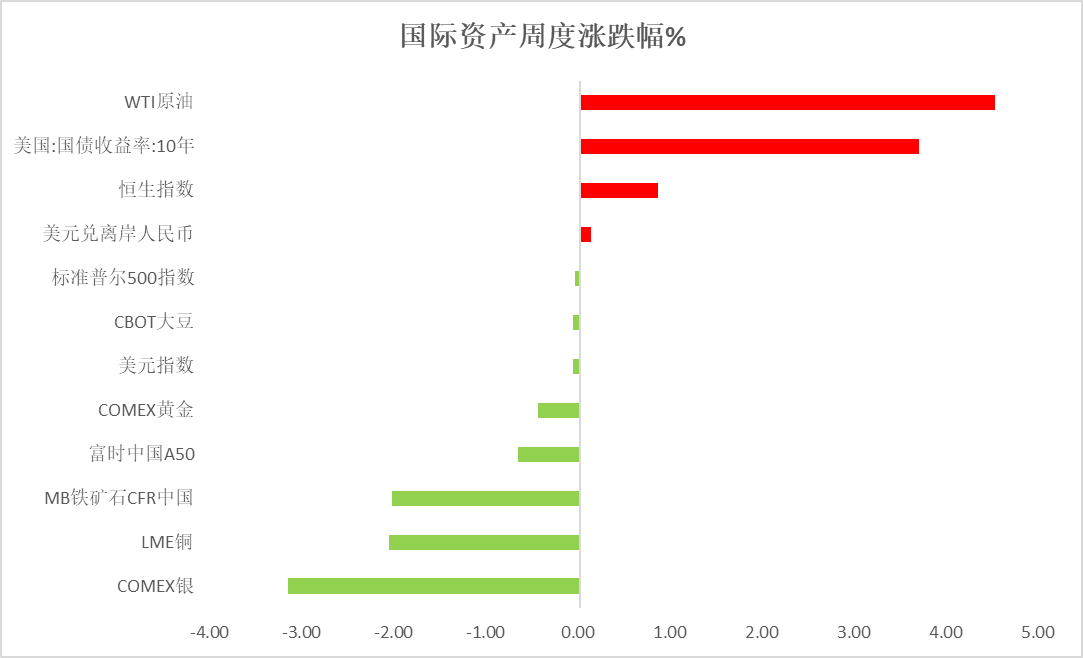 国际资产周度涨跌幅%
WTI原油
美国:国债收益率:10年
恒生指数
美元兑离岸人民币
标准普尔500指数
CBOT大豆
美元指数
COMEX黄金
富时中国A50
MB铁矿石CFR中国
LME铜
COMEX银
-4.00 -3.00 -2.00 -1.00 0.00 1.00 2.00 3.00 4.00 5.00